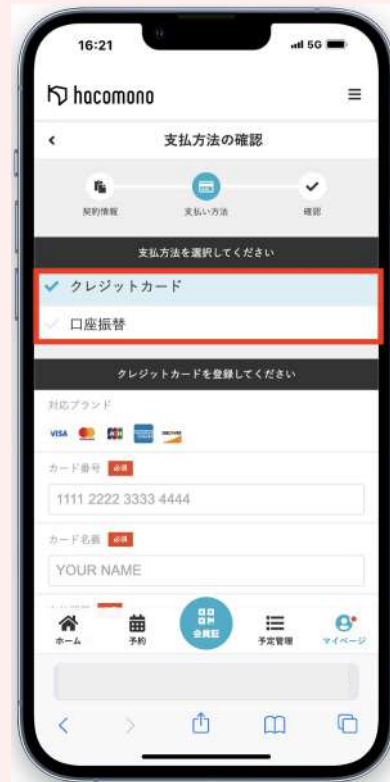 16:21
5G
hacomono
支払方法の確認
契約情報
支払い方法
確認
支払方法を選択してください
クレジットカード
口座振替
クレジットカードを登録してください
対応ブランド
VISA
JCB
DISCOVER
カード番号 必須
1111 2222 3333 4444
カード名義 必須
YOUR NAME
ホーム
予約
会員証
予定管理
マイページ